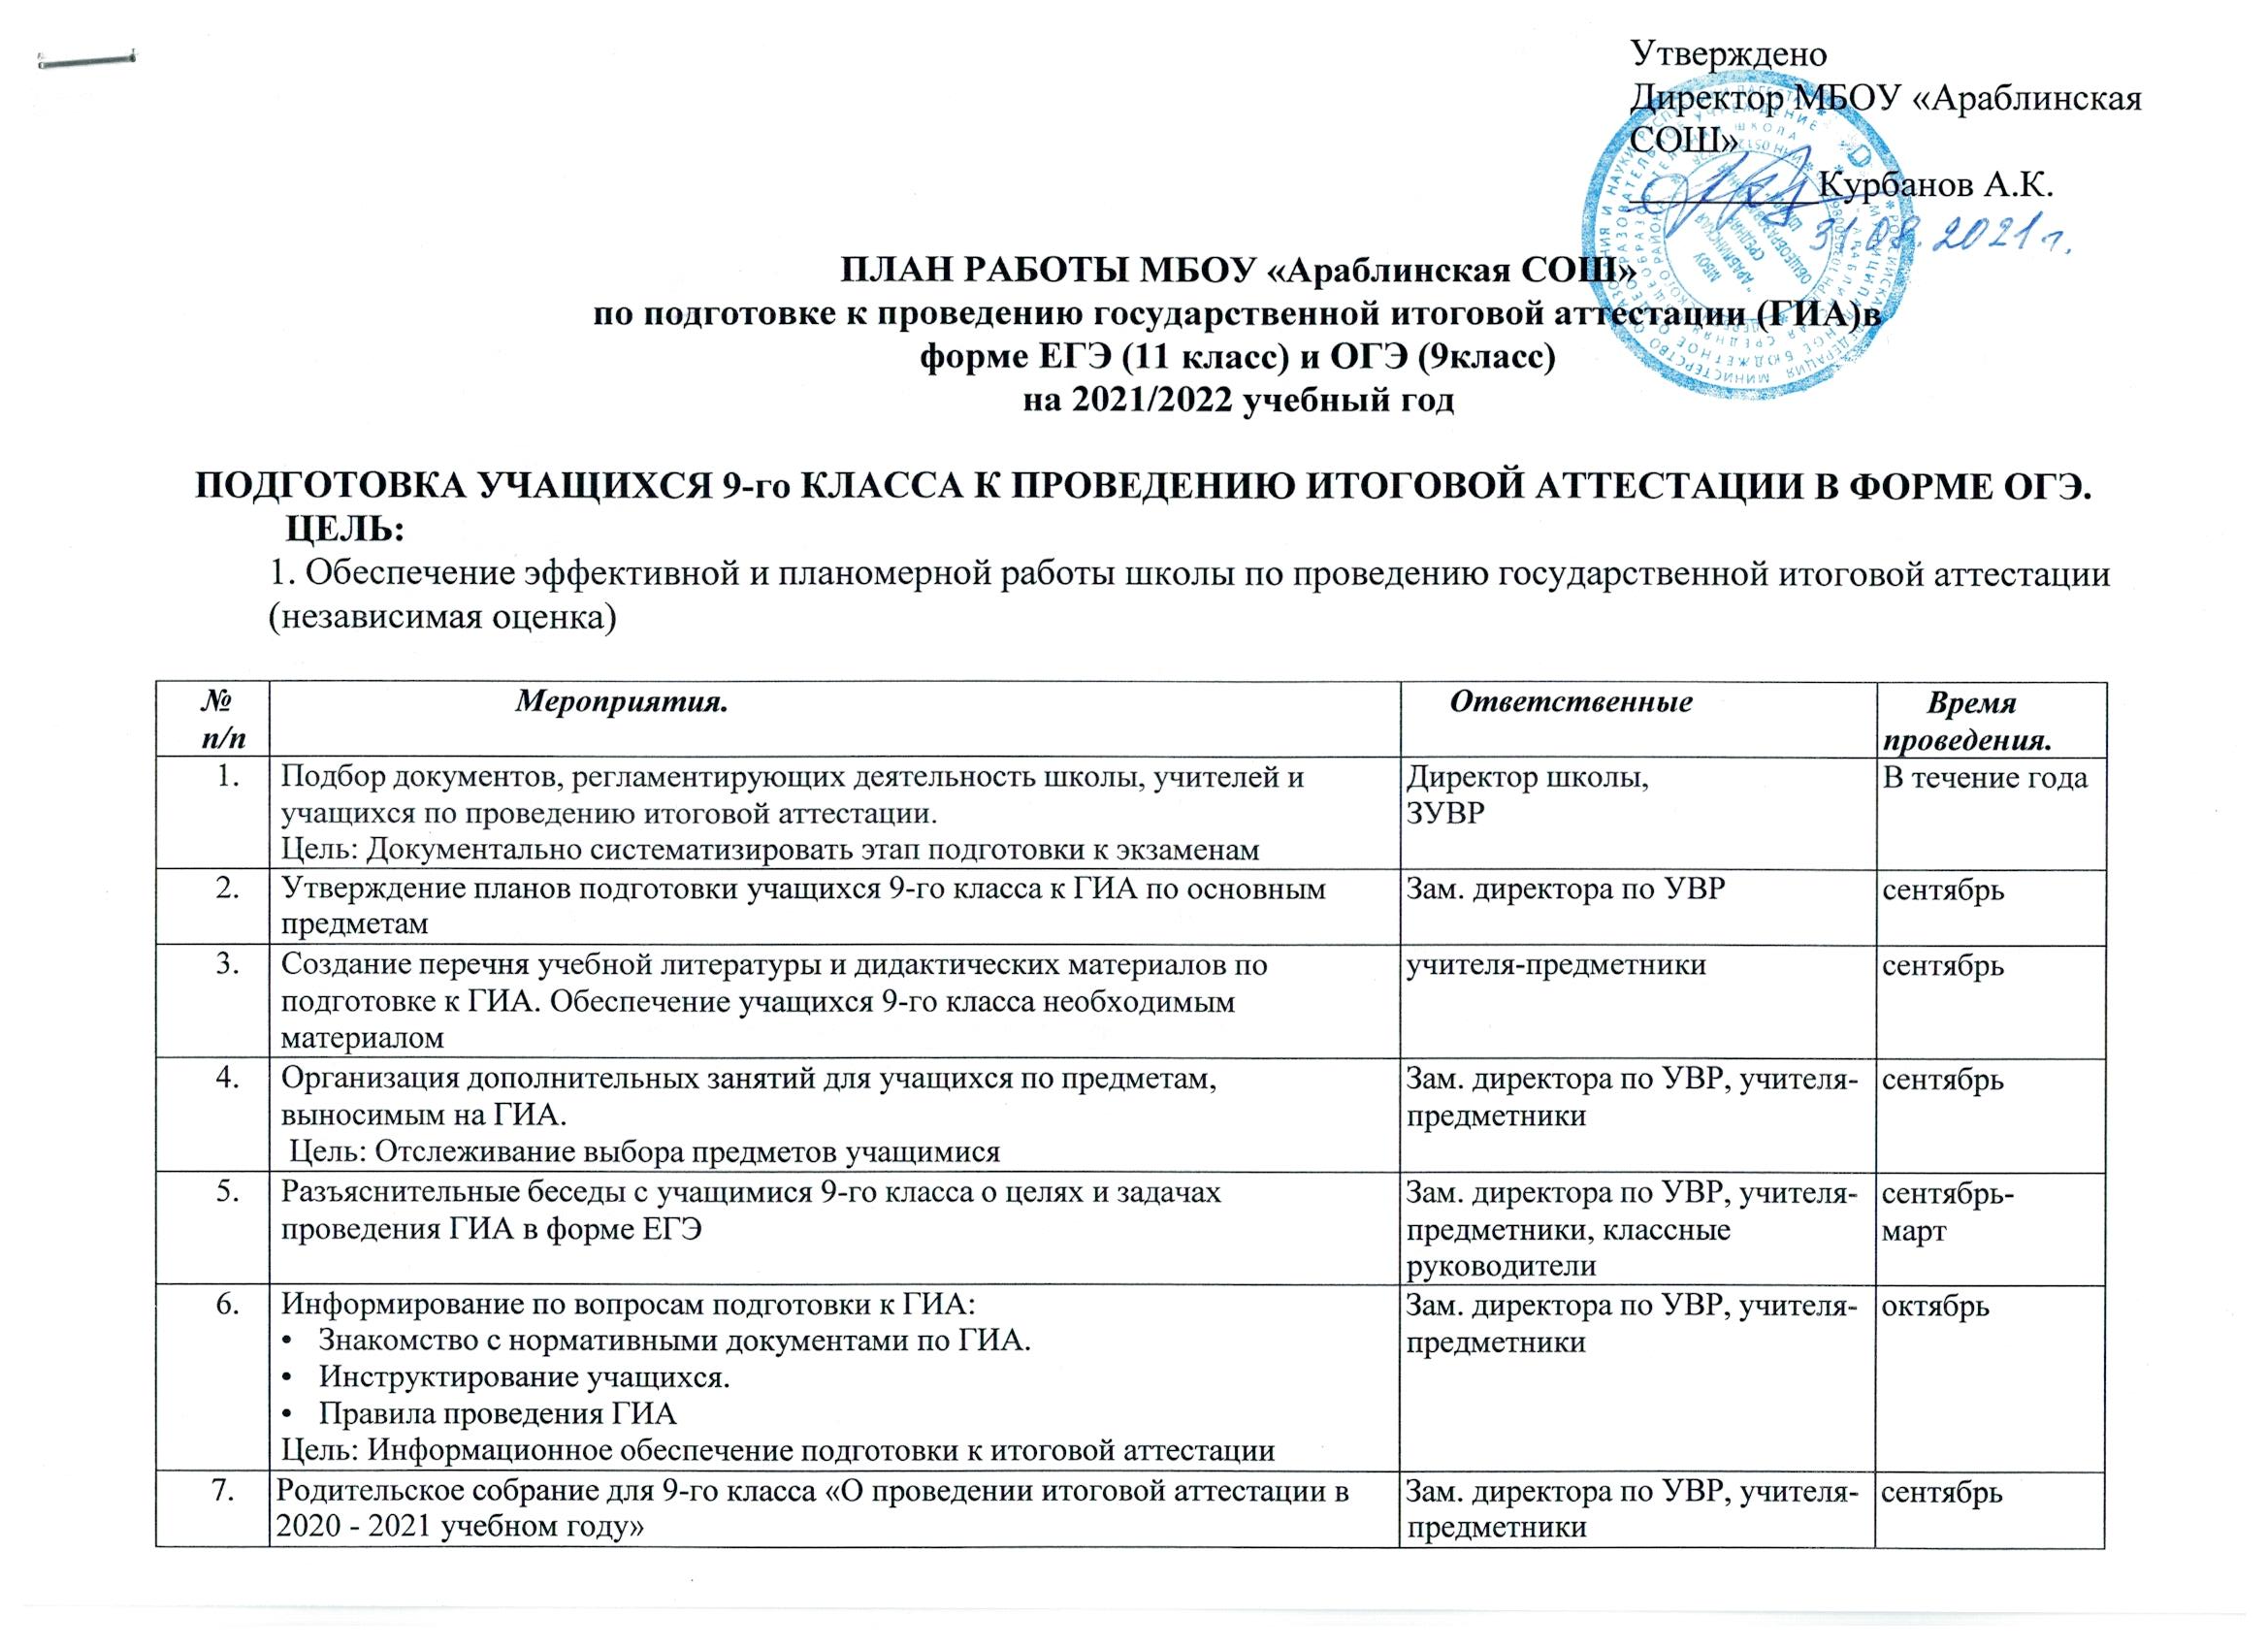 Утверждено
Директор МБОУ «Араблинская
СОШ»
__________Курбанов А.К.
31.08.2021 г.
ПЛАН РАБОТЫ МБОУ «Араблинская СОШ»
по подготовке к проведению государственной итоговой аттестации (ГИА)в
форме ЕГЭ (11 класс) и ОГЭ (9класс)
на 2021/2022 учебный год
ПОДГОТОВКА УЧАЩИХСЯ 9-го КЛАССА К ПРОВЕДЕНИЮ ИТОГОВОЙ АТТЕСТАЦИИ В ФОРМЕ ОГЭ.
ЦЕЛЬ:
1. Обеспечение эффективной и планомерной работы школы по проведению государственной итоговой аттестации
(независимая оценка)
№ Мероприятия. Ответственные Время
п/п проведения.
1. Подбор документов, регламентирующих деятельность школы, учителей и Директор школы, В течение года
учащихся по проведению итоговой аттестации. ЗУВР
Цель: Документально систематизировать этап подготовки к экзаменам
2. Утверждение планов подготовки учащихся 9-го класса к ГИА по основным Зам. директора по УВР сентябрь
предметам
3. Создание перечня учебной литературы и дидактических материалов по учителя-предметники сентябрь
подготовке к ГИА. Обеспечение учащихся 9-го класса необходимым
материалом
4. Организация дополнительных занятий для учащихся по предметам, Зам. директора по УВР, учителя- сентябрь
выносимым на ГИА. предметники
Цель: Отслеживание выбора предметов учащимися
5. Разъяснительные беседы с учащимися 9-го класса о целях и задачах Зам. директора по УВР, учителя- сентябрь-
проведения ГИА в форме ЕГЭ предметники, классные март
руководители
6. Информирование по вопросам подготовки к ГИА: Зам. директора по УВР, учителя- октябрь
• Знакомство с нормативными документами по ГИА. предметники
• Инструктирование учащихся.
• Правила проведения ГИА
Цель: Информационное обеспечение подготовки к итоговой аттестации
7. Родительское собрание для 9-го класса «О проведении итоговой аттестации в Зам. директора по УВР, учителя- сентябрь
2020 - 2021 учебном году» предметники